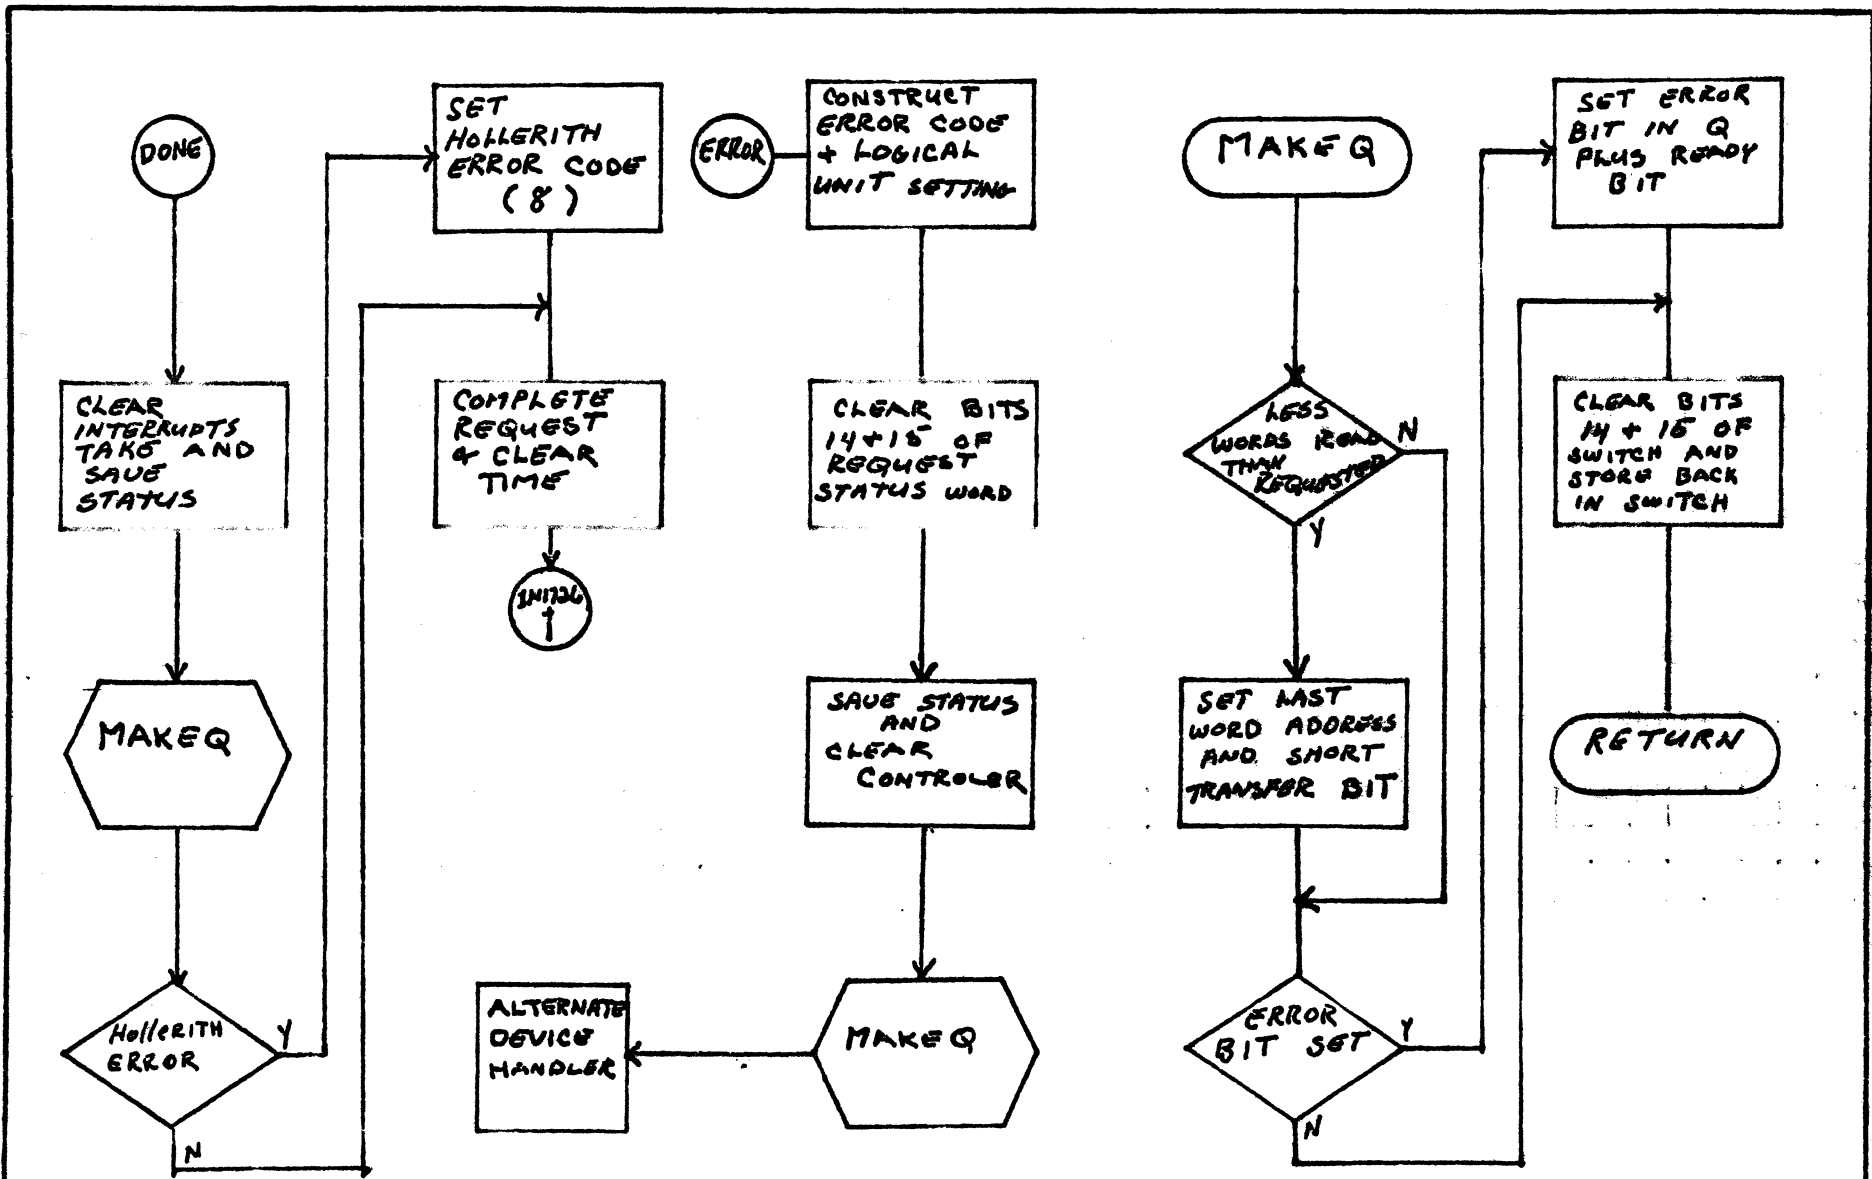 DONE
CLEAR
INTERRUPTS
TAKE AND
SAVE
STATUS
MAKEQ
HOllERITH
ERROR
Y
N
SET
HOLLERITH
ERROR CODE
(8)
COMPLETE
REQUEST
& CLEAR
TIME
IN1726
ERROR
CONSTRUCT
ERROR CODE
+ LOGICAL
UNIT SETTING
CLEAR BITS
14 + 15 OF
REQUEST
STATUS WORD
SAVE STATUS
AND
CLEAR
CONTROLER
MAKEQ
ALTERNATE
DEVICE
HANDLER
MAKEQ
LESS
WORDS READ
THAN
REQUESTED
N
Y
SET LAST
WORD ADDRESS
AND SHORT
TRANSFER BIT
ERROR
BIT SET
Y
N
SET ERROR
BIT IN Q
PLUS READY
BIT
CLEAR BITS
14 + 15 OF
SWITCH AND
STORE BACK
IN SWITCH
RETURN